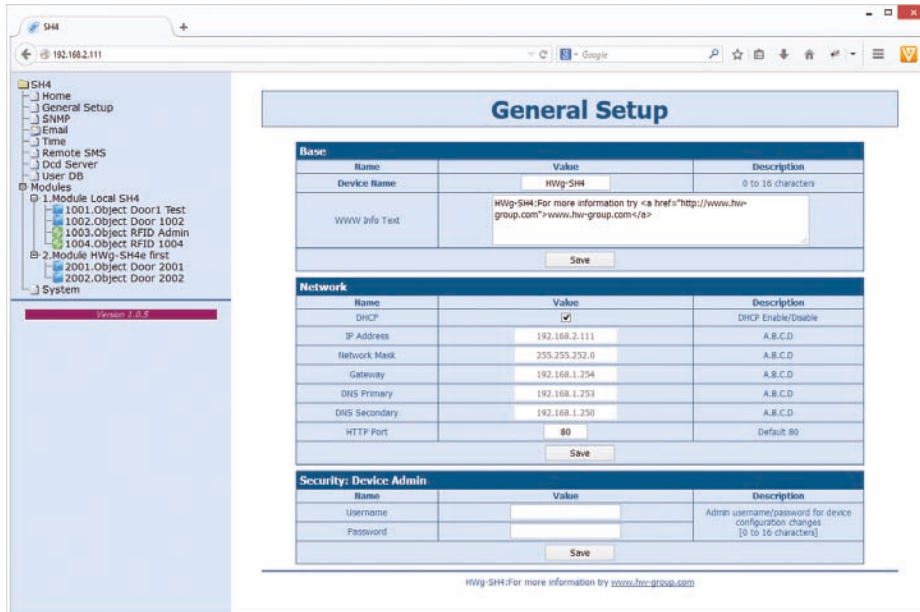 SH4
192.168.2.111
Google
SH4
Home
General Setup
SNMP
Email
Time
Remote SMS
Dcd Server
User DB
Modules
1.Module Local SH4
1001.Object Door1 Test
1002.Object Door 1002
1003.Object RFID Admin
1004.Object RFID 1004
2.Module HWg-SH4e first
2001.Object Door 2001
2002.Object Door 2002
System
Version 1.0.5
General Setup
Base
Name Value Description
Device Name HWg-SH4 0 to 16 characters
WWW Info Text HWg-SH4:For more information try <a href="http://www.hw-
group.com">www.hw-group.com</a>
Save
Network
Name Value Description
DHCP DHCP Enable/Disable
IP Address 192.168.2.111 A.B.C.D
Network Mask 255.255.252.0 A.B.C.D
Gateway 192.168.1.254 A.B.C.D
DNS Primary 192.168.1.253 A.B.C.D
DNS Secondary 192.168.1.250 A.B.C.D
HTTP Port 80 Default 80
Save
Security: Device Admin
Name Value Description
Username Admin username/password for device
configuration changes
Password [0 to 16 characters]
Save
HWg-SH4:For more information try www.hw-group.com